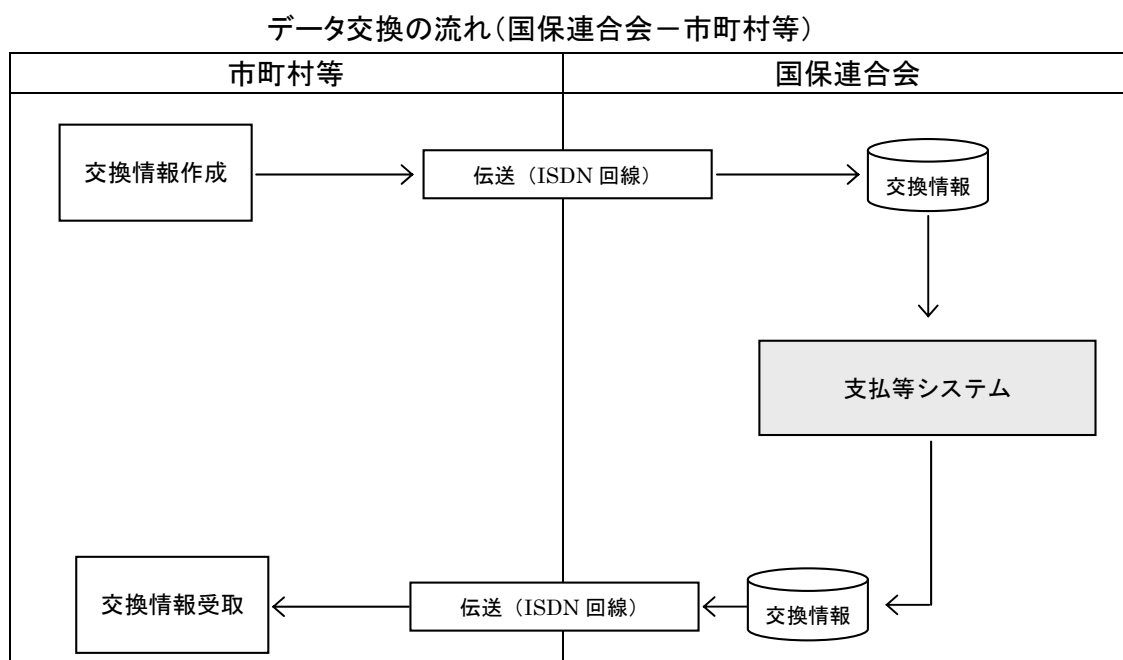 データ交換の流れ（国保連合会－市町村等）
市町村等
国保連合会
交換情報作成
伝送（ISDN 回線）
交換情報
支払等システム
交換情報受取
伝送（ISDN 回線）
交換情報